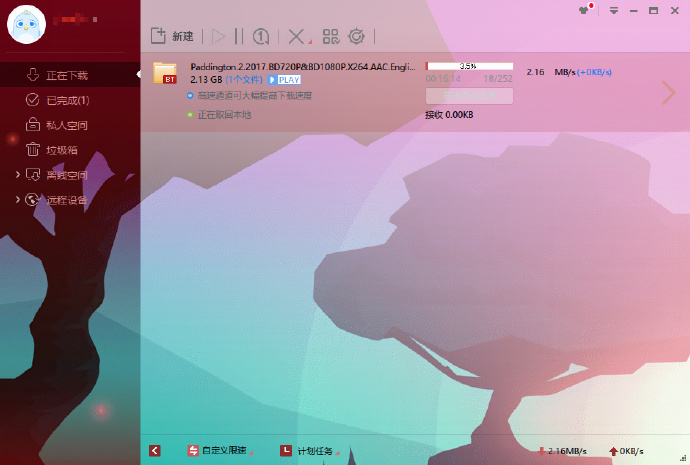 新建
正在下载
已完成(1)
私人空间
垃圾箱
离线空间
远程设备
BT
Paddington.2.2017.BD720P&BD1080P.X264.AAC.Engli...
2.13 GB (1个文件) PLAY
3.5%
00:16:14 18/252
2.16 MB/s (+0KB/s)
高速通道可大幅提高下载速度
正在取回本地
接收 0.00KB
自定义限速
计划任务
2.16MB/s
0KB/s